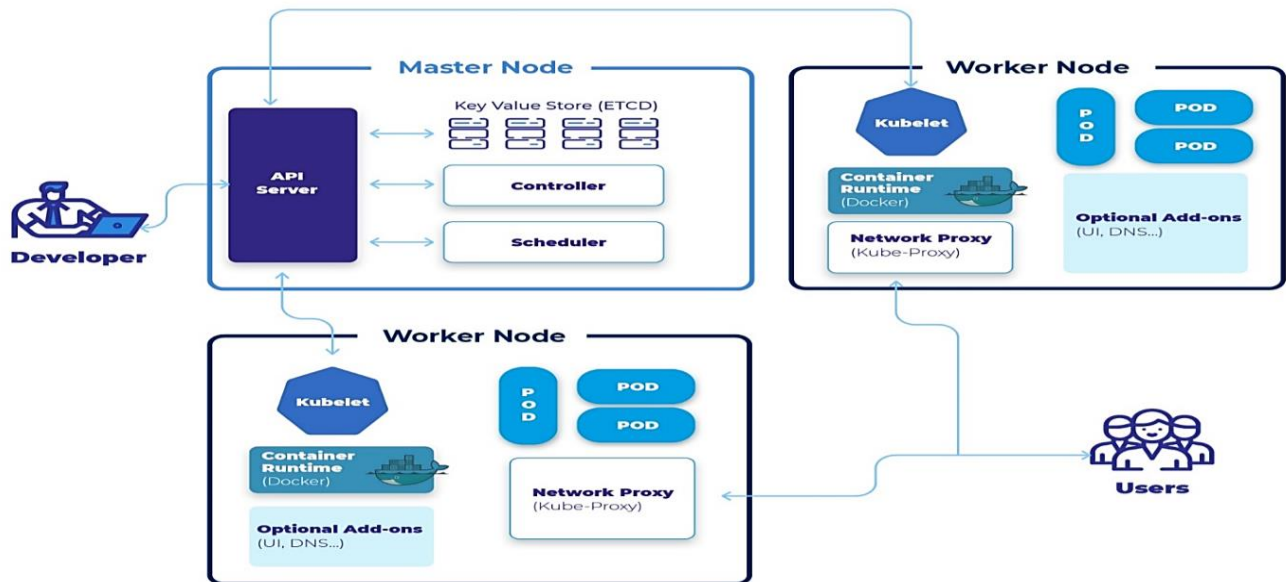 Master Node
Key Value Store (ETCD)
API
Server
Controller
Scheduler
Developer
Worker Node
Kubelet
P
O
D
POD
POD
Container
Runtime
(Docker)
Optional Add-ons
(UI, DNS...)
Network Proxy
(Kube-Proxy)
Worker Node
Kubelet
P
O
D
POD
POD
Container
Runtime
(Docker)
Network Proxy
(Kube-Proxy)
Optional Add-ons
(UI, DNS...)
Users